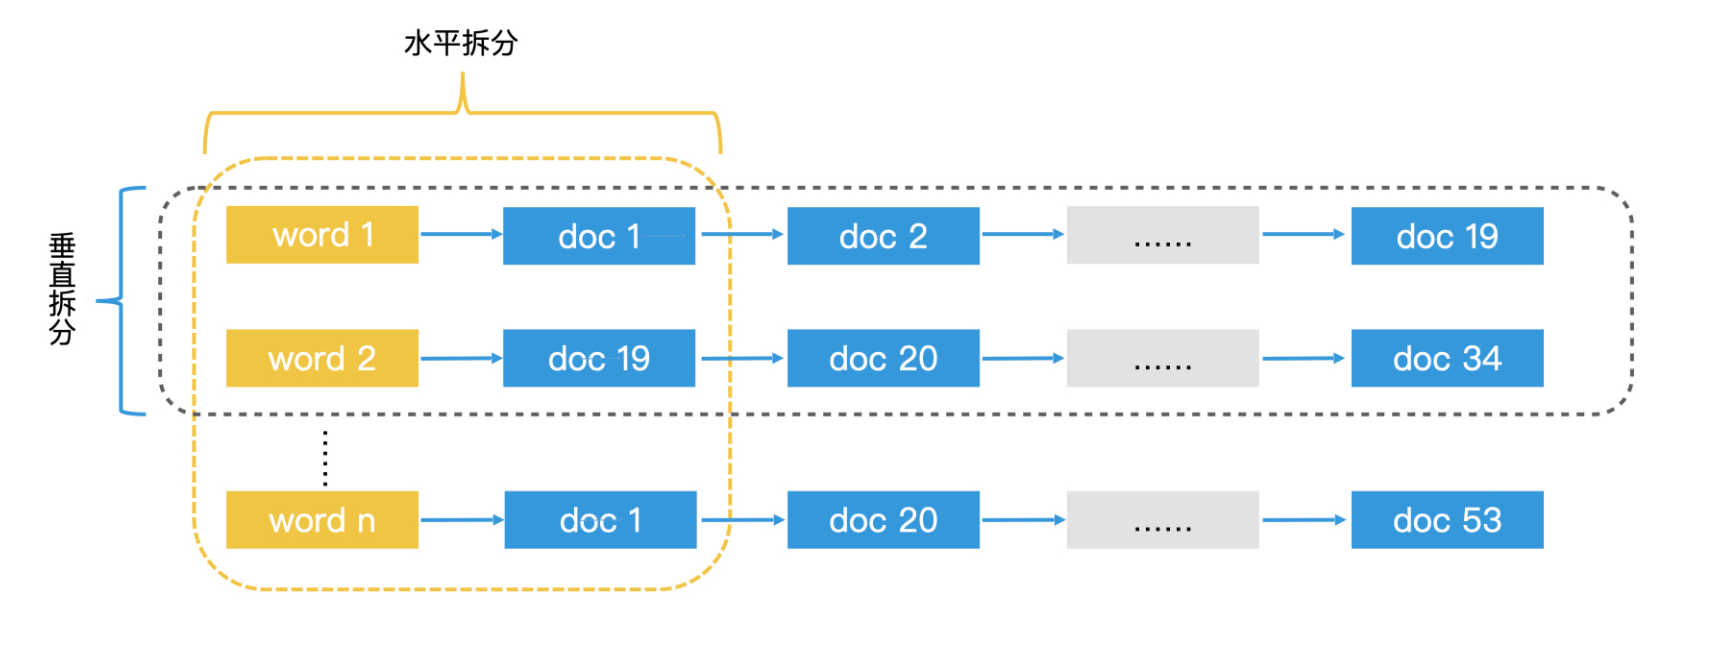 水平拆分
垂直拆分
word 1 doc 1 doc 2 ...... doc 19
word 2 doc 19 doc 20 ...... doc 34
......
word n doc 1 doc 20 ...... doc 53